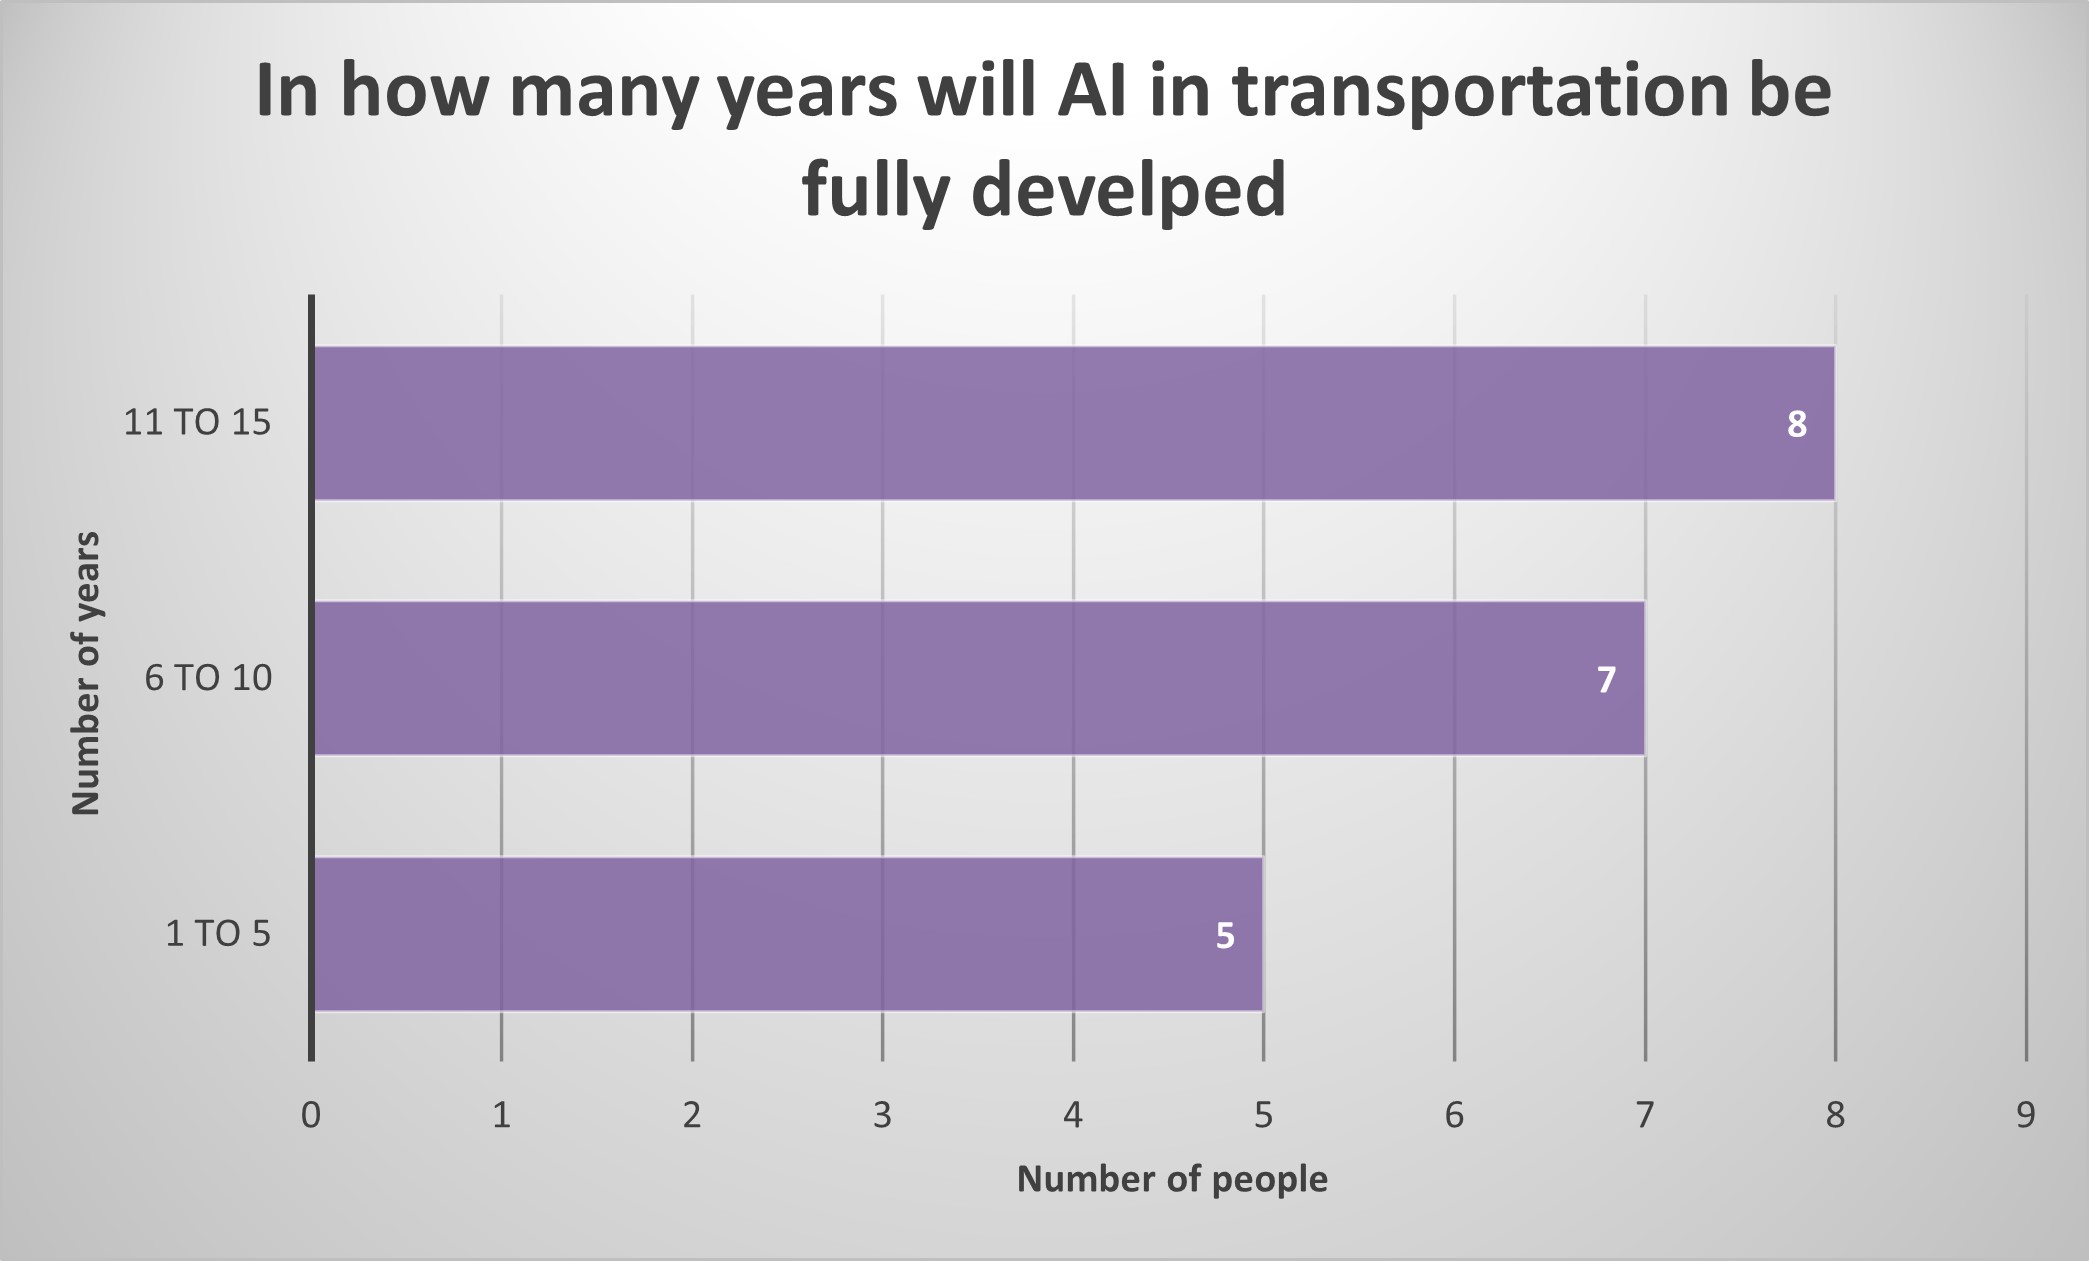 In how many years will AI in transportation be
fully develped
11 TO 15
8
6 TO 10
7
1 TO 5
5
Number of years
0 1 2 3 4 5 6 7 8 9
Number of people